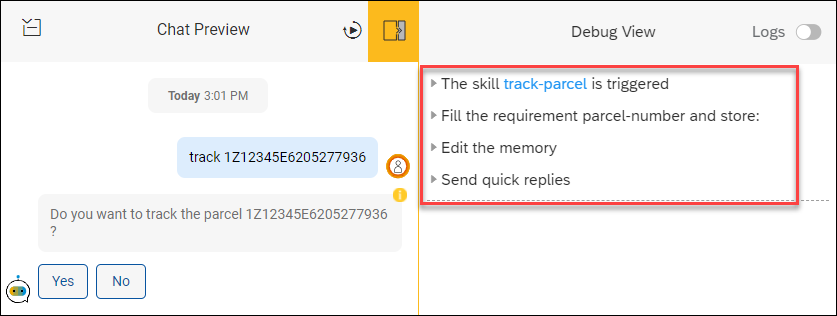 Chat Preview
Debug View
Logs
Today 3:01 PM
track 1Z12345E6205277936
Do you want to track the parcel 1Z12345E6205277936
?
Yes
No
The skill track-parcel is triggered
Fill the requirement parcel-number and store:
Edit the memory
Send quick replies